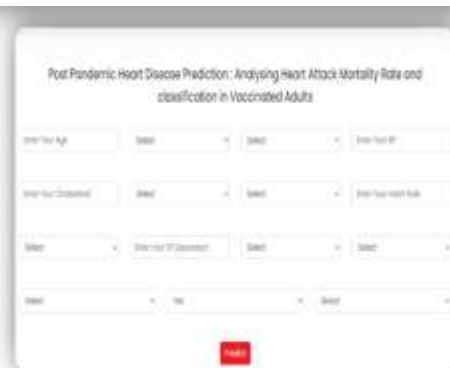 Post Pandemic Heart Disease Prediction : Analysing Heart Attack Mortality Rate and
classification in Vaccinated Adults
Enter Your Age Select Select Enter Your BP
Enter Your Cholesterol Select Select Enter Your Heart Rate
Select Enter Your ST Depression Select Select
Select Yes Select
Predict